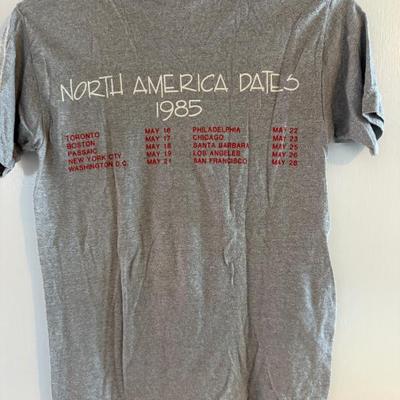 NORTH AMERICA DATES
1985
TORONTO MAY 16 PHILADELPHIA MAY 22
BOSTON MAY 17 CHICAGO MAY 23
PASSAIC MAY 18 SANTA BARBARA MAY 25
NEW YORK CITY MAY 19 LOS ANGELES MAY 26
WASHINGTON D.C. MAY 21 SAN FRANCISCO MAY 28